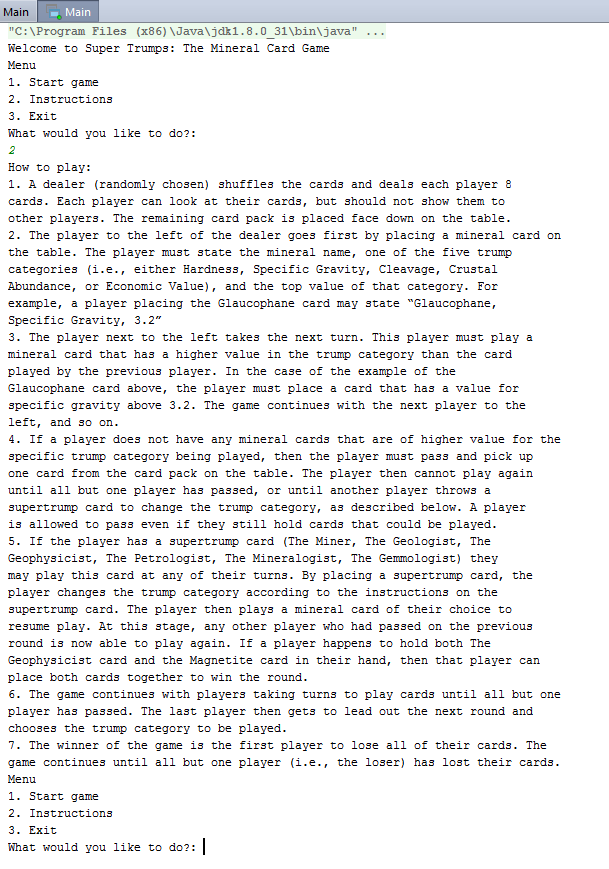 Main Main
"C:\Program Files (x86)\Java\jdk1.8.0_31\bin\java" ...
Welcome to Super Trumps: The Mineral Card Game
Menu
1. Start game
2. Instructions
3. Exit
What would you like to do?:
2
How to play:
1. A dealer (randomly chosen) shuffles the cards and deals each player 8
cards. Each player can look at their cards, but should not show them to
other players. The remaining card pack is placed face down on the table.
2. The player to the left of the dealer goes first by placing a mineral card on
the table. The player must state the mineral name, one of the five trump
categories (i.e., either Hardness, Specific Gravity, Cleavage, Crustal
Abundance, or Economic Value), and the top value of that category. For
example, a player placing the Glaucophane card may state “Glaucophane,
Specific Gravity, 3.2”
3. The player next to the left takes the next turn. This player must play a
mineral card that has a higher value in the trump category than the card
played by the previous player. In the case of the example of the
Glaucophane card above, the player must place a card that has a value for
specific gravity above 3.2. The game continues with the next player to the
left, and so on.
4. If a player does not have any mineral cards that are of higher value for the
specific trump category being played, then the player must pass and pick up
one card from the card pack on the table. The player then cannot play again
until all but one player has passed, or until another player throws a
supertrump card to change the trump category, as described below. A player
is allowed to pass even if they still hold cards that could be played.
5. If the player has a supertrump card (The Miner, The Geologist, The
Geophysicist, The Petrologist, The Mineralogist, The Gemmologist) they
may play this card at any of their turns. By placing a supertrump card, the
player changes the trump category according to the instructions on the
supertrump card. The player then plays a mineral card of their choice to
resume play. At this stage, any other player who had passed on the previous
round is now able to play again. If a player happens to hold both The
Geophysicist card and the Magnetite card in their hand, then that player can
place both cards together to win the round.
6. The game continues with players taking turns to play cards until all but one
player has passed. The last player then gets to lead out the next round and
chooses the trump category to be played.
7. The winner of the game is the first player to lose all of their cards. The
game continues until all but one player (i.e., the loser) has lost their cards.
Menu
1. Start game
2. Instructions
3. Exit
What would you like to do?: